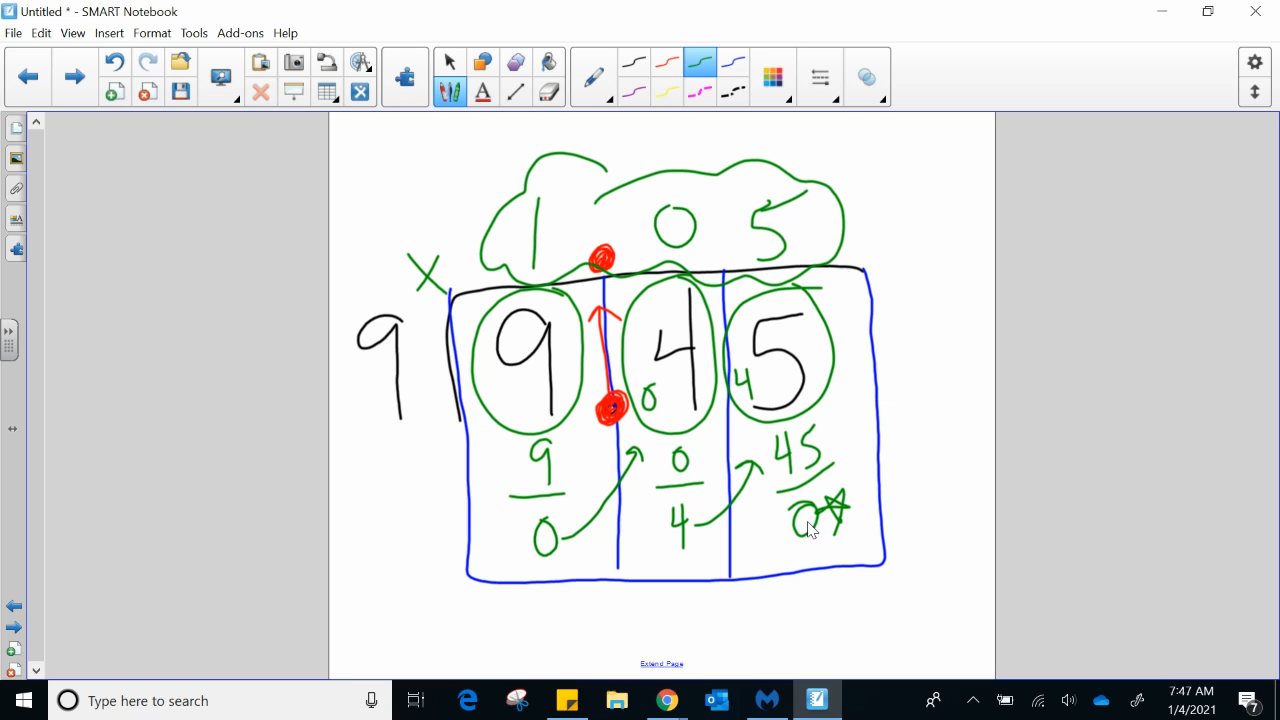 Untitled * - SMART Notebook
File Edit View Insert Format Tools Add-ons Help
1 . 0 5
X
9 9 . 4 5
0 4
9 0 45
0 4 0
Extend Page
Type here to search
7:47 AM
1/4/2021
7